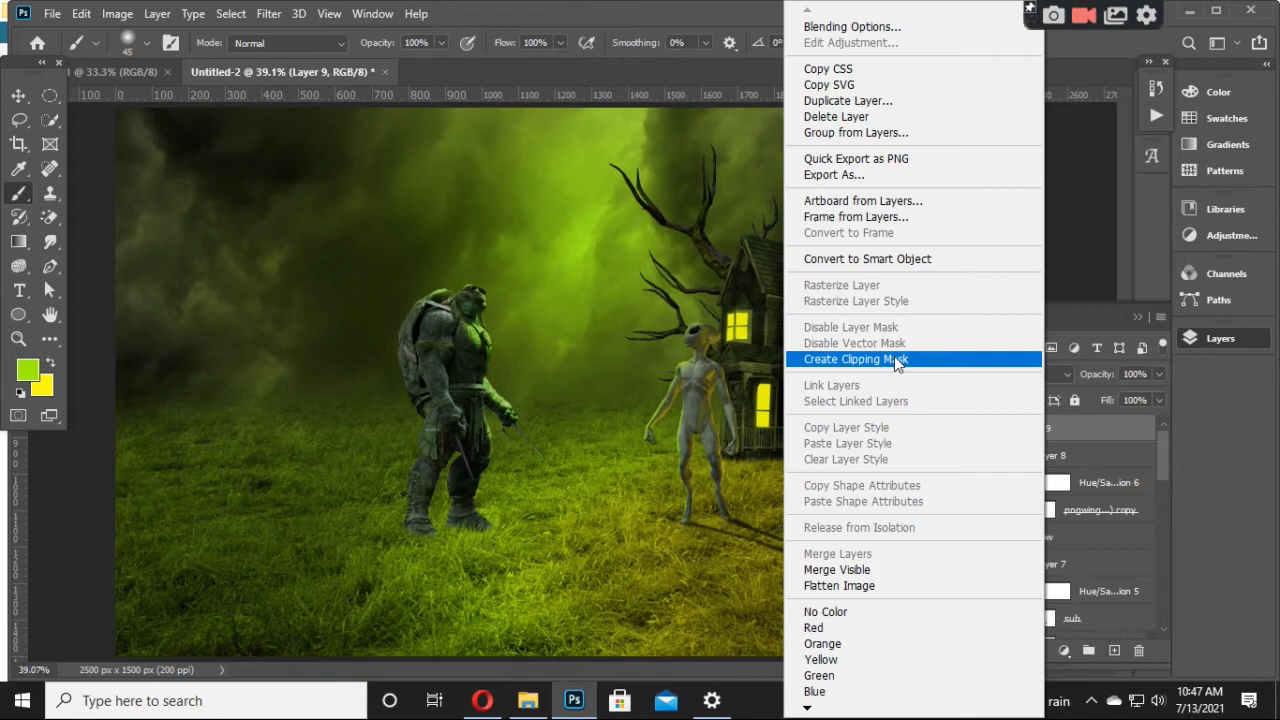 Ps File Edit Image Layer Type Select Filter 3D View Window Help
45 Mode: Normal Opacity: 100% Flow: 100% Smoothing: 0% 0°
l @ 33.3% (RGB/8) × Untitled-2 @ 39.1% (Layer 9, RGB/8) * ×
100 0 100 200 300 400 500 600 700 800 900 1000 1100 1200 1300 1400 1500 1600 1700 2600
Blending Options...
Edit Adjustment...
Copy CSS
Copy SVG
Duplicate Layer...
Delete Layer
Group from Layers...
Quick Export as PNG
Export As...
Artboard from Layers...
Frame from Layers...
Convert to Frame
Convert to Smart Object
Rasterize Layer
Rasterize Layer Style
Disable Layer Mask
Disable Vector Mask
Create Clipping Mask
Link Layers
Select Linked Layers
Copy Layer Style
Paste Layer Style
Clear Layer Style
Copy Shape Attributes
Paste Shape Attributes
Release from Isolation
Merge Layers
Merge Visible
Flatten Image
No Color
Red
Orange
Yellow
Green
Blue
Color
Swatches
Gradients
Patterns
Libraries
Adjustme...
Channels
Paths
Layers
Opacity: 100%
Fill: 100%
9
yer 8
Hue/Sa...ion 6
pngwing...) copy
ow
yer 7
Hue/Sa...ion 5
sub
39.07% 2500 px x 1500 px (200 ppi)
Type here to search
Ps
rain
10:47 AM
7/13/2021